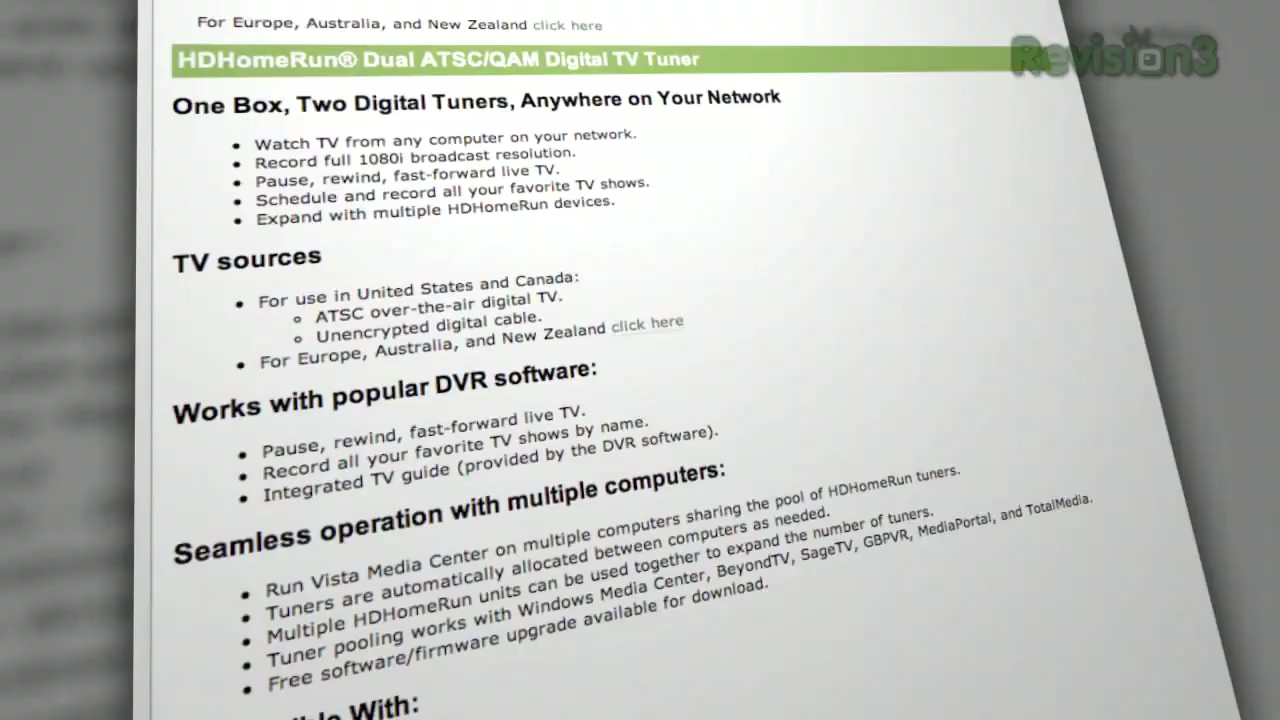 For Europe, Australia, and New Zealand click here
Revision3
HDHomeRun® Dual ATSC/QAM Digital TV Tuner
One Box, Two Digital Tuners, Anywhere on Your Network
Watch TV from any computer on your network.
Record full 1080i broadcast resolution.
Pause, rewind, fast-forward live TV.
Schedule and record all your favorite TV shows.
Expand with multiple HDHomeRun devices.
TV sources
For use in United States and Canada:
ATSC over-the-air digital TV.
Unencrypted digital cable.
For Europe, Australia, and New Zealand click here
Works with popular DVR software:
Pause, rewind, fast-forward live TV.
Record all your favorite TV shows by name.
Integrated TV guide (provided by the DVR software).
Seamless operation with multiple computers:
Run Vista Media Center on multiple computers sharing the pool of HDHomeRun tuners.
Tuners are automatically allocated between computers as needed.
Multiple HDHomeRun units can be used together to expand the number of tuners.
Tuner pooling works with Windows Media Center, BeyondTV, SageTV, GBPVR, MediaPortal, and TotalMedia.
Free software/firmware upgrade available for download.
With: